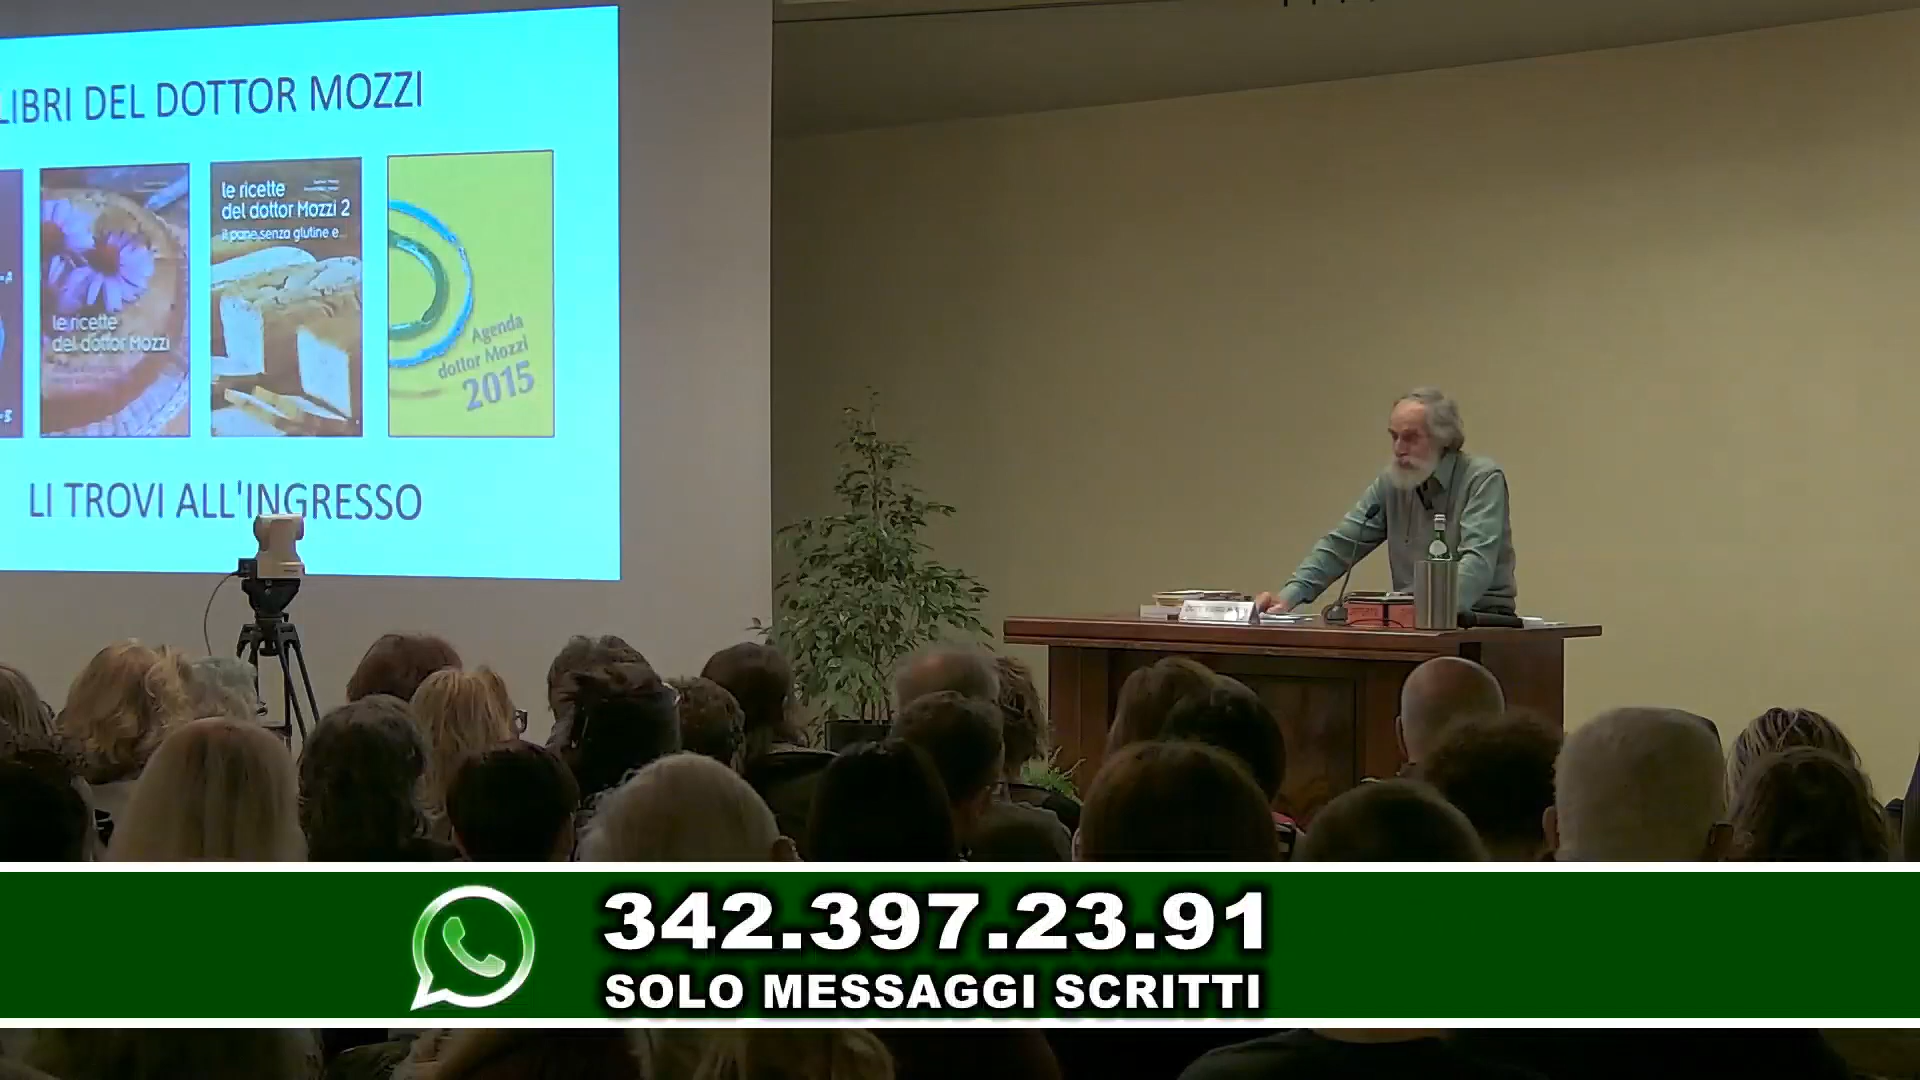 LIBRI DEL DOTTOR MOZZI
le ricette
del dottor Mozzi
le ricette
del dottor Mozzi 2
il pane senza glutine e...
Agenda
dottor Mozzi
2015
LI TROVI ALL'INGRESSO
342.397.23.91
SOLO MESSAGGI SCRITTI